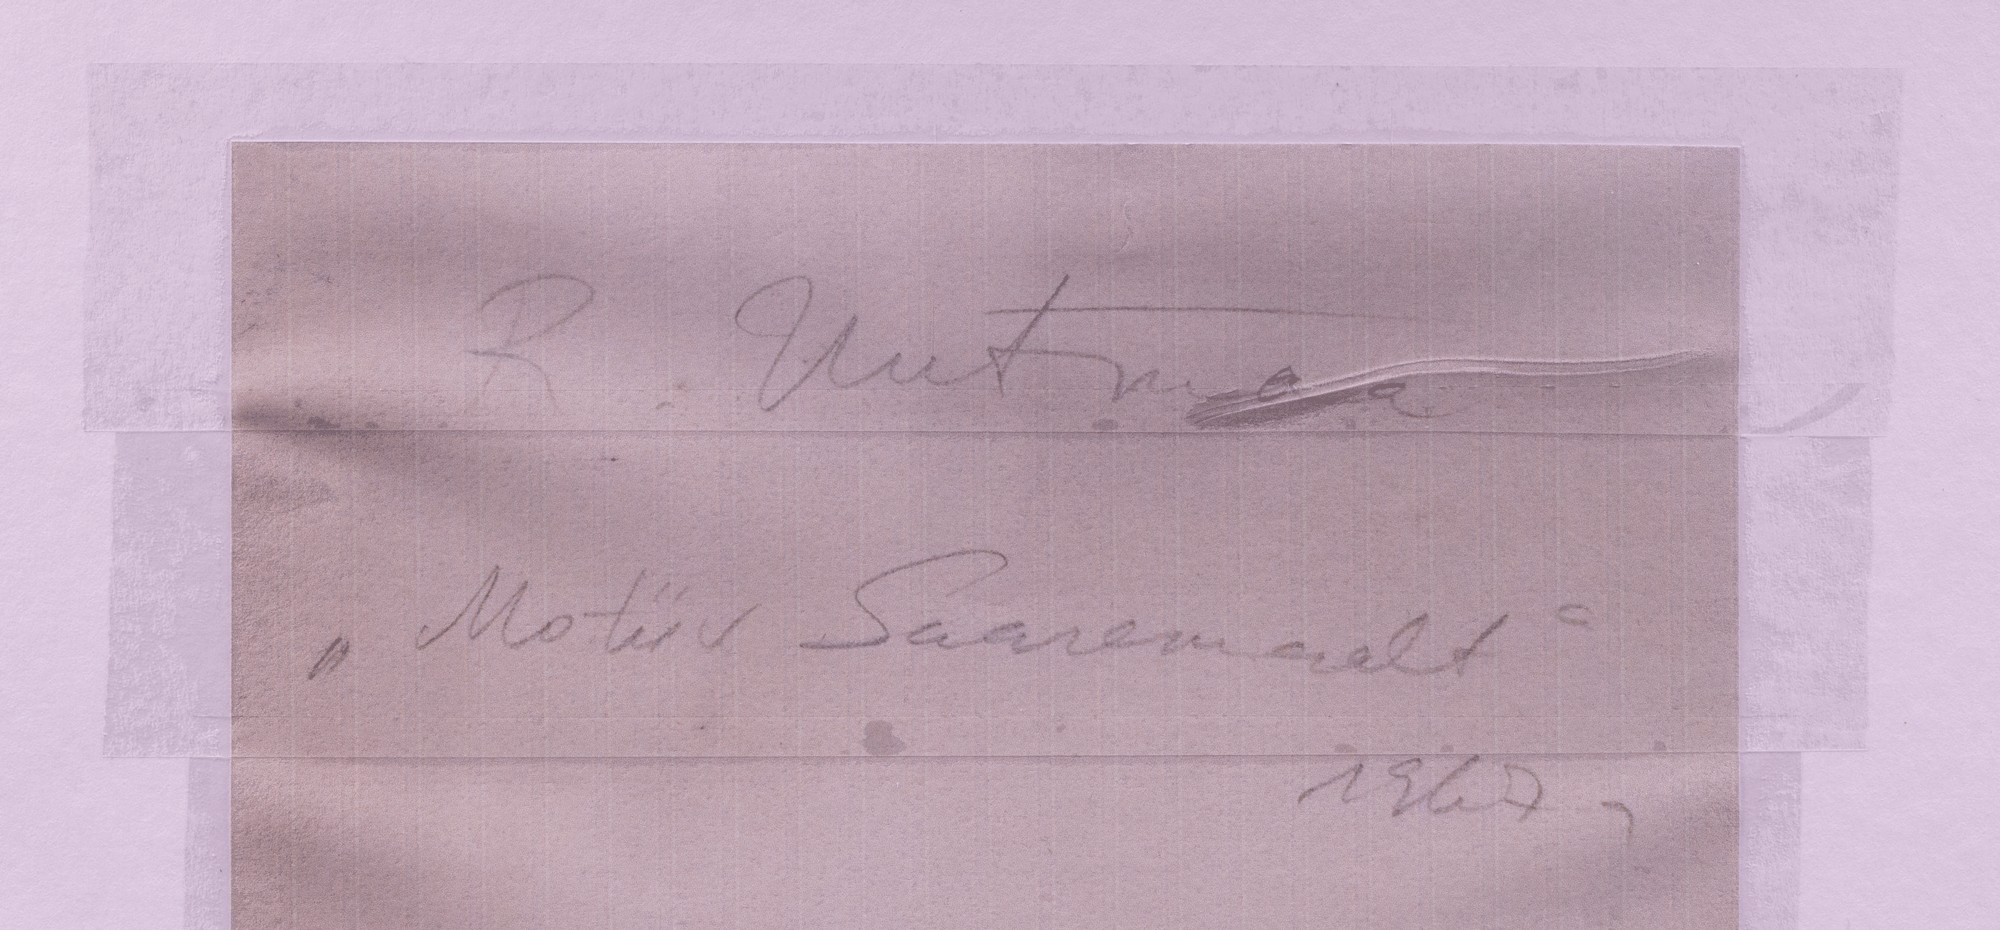 R. Uutmaa
„Motiiv Saaremaalt“
1967,